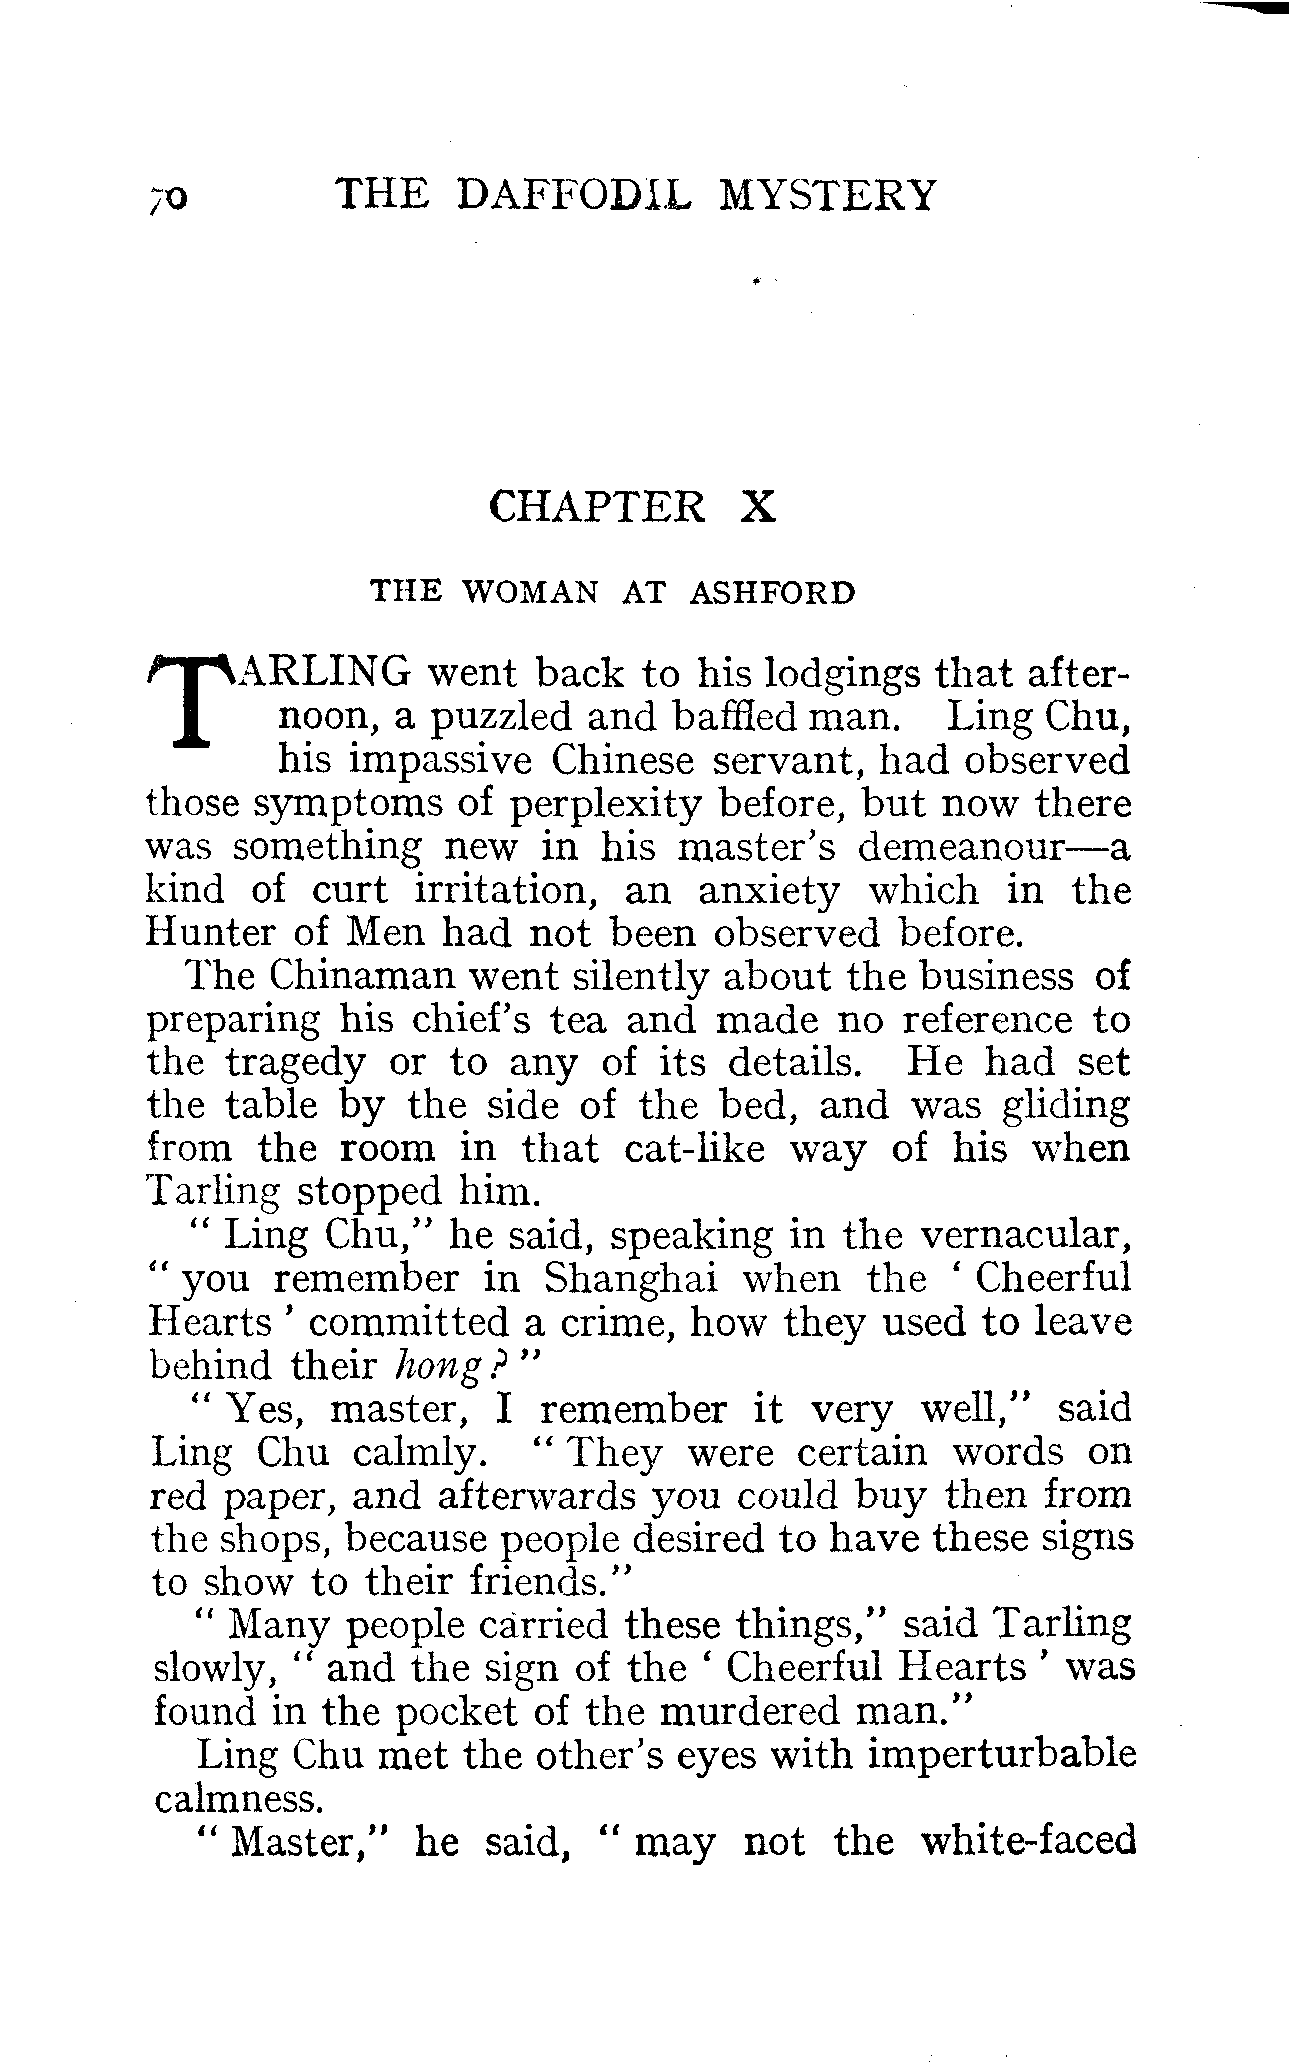 70 THE DAFFODIL MYSTERY
CHAPTER X
THE WOMAN AT ASHFORD
TARLING went back to his lodgings that after-
noon, a puzzled and baffled man. Ling Chu,
his impassive Chinese servant, had observed
those symptoms of perplexity before, but now there
was something new in his master's demeanour—a
kind of curt irritation, an anxiety which in the
Hunter of Men had not been observed before.
The Chinaman went silently about the business of
preparing his chief's tea and made no reference to
the tragedy or to any of its details. He had set
the table by the side of the bed, and was gliding
from the room in that cat-like way of his when
Tarling stopped him.
" Ling Chu," he said, speaking in the vernacular,
" you remember in Shanghai when the ' Cheerful
Hearts ' committed a crime, how they used to leave
behind their hong? "
" Yes, master, I remember it very well," said
Ling Chu calmly. " They were certain words on
red paper, and afterwards you could buy then from
the shops, because people desired to have these signs
to show to their friends."
" Many people carried these things," said Tarling
slowly, " and the sign of the ' Cheerful Hearts ' was
found in the pocket of the murdered man."
Ling Chu met the other's eyes with imperturbable
calmness.
" Master," he said, " may not the white-faced